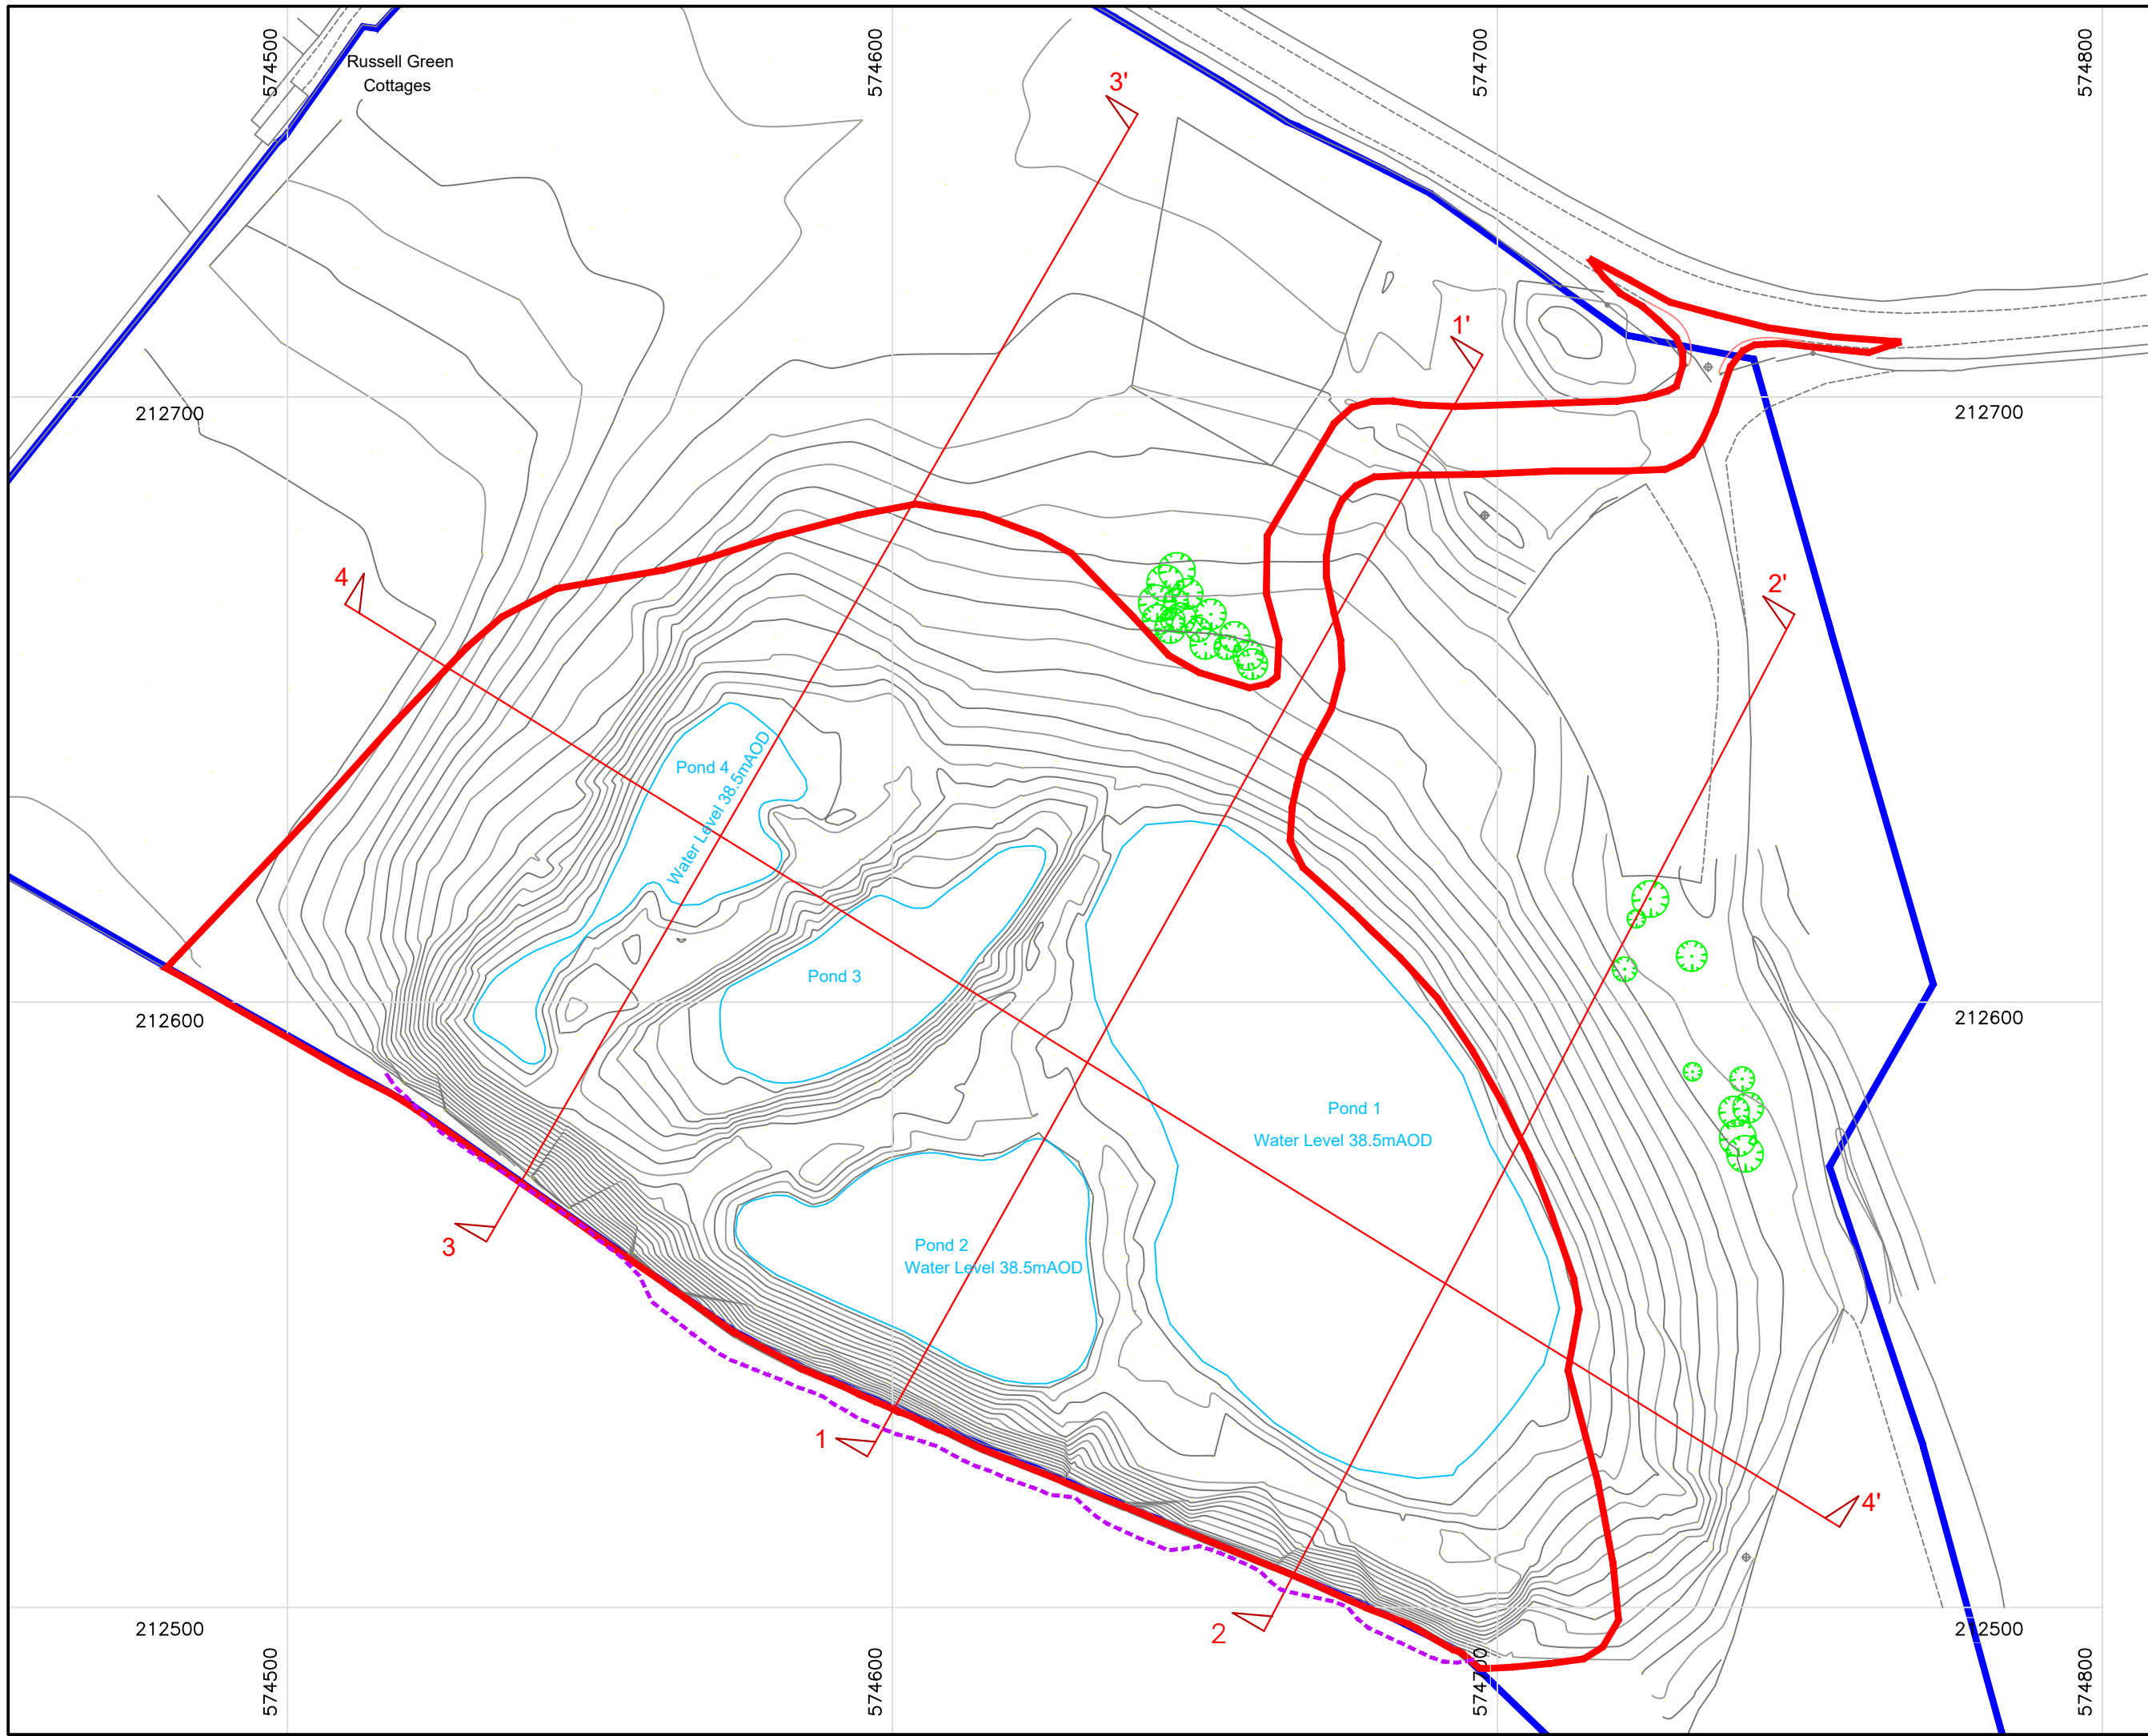 574500
574600
574700
574800
Russell Green
Cottages
3'
1'
212700
212700
4
2'
Pond 4
Water Level 38.5mAOD
Pond 3
212600
212600
Pond 1
Water Level 38.5mAOD
Pond 2
Water Level 38.5mAOD
3
1
4'
2
212500
212500
574500
574600
574700
574800